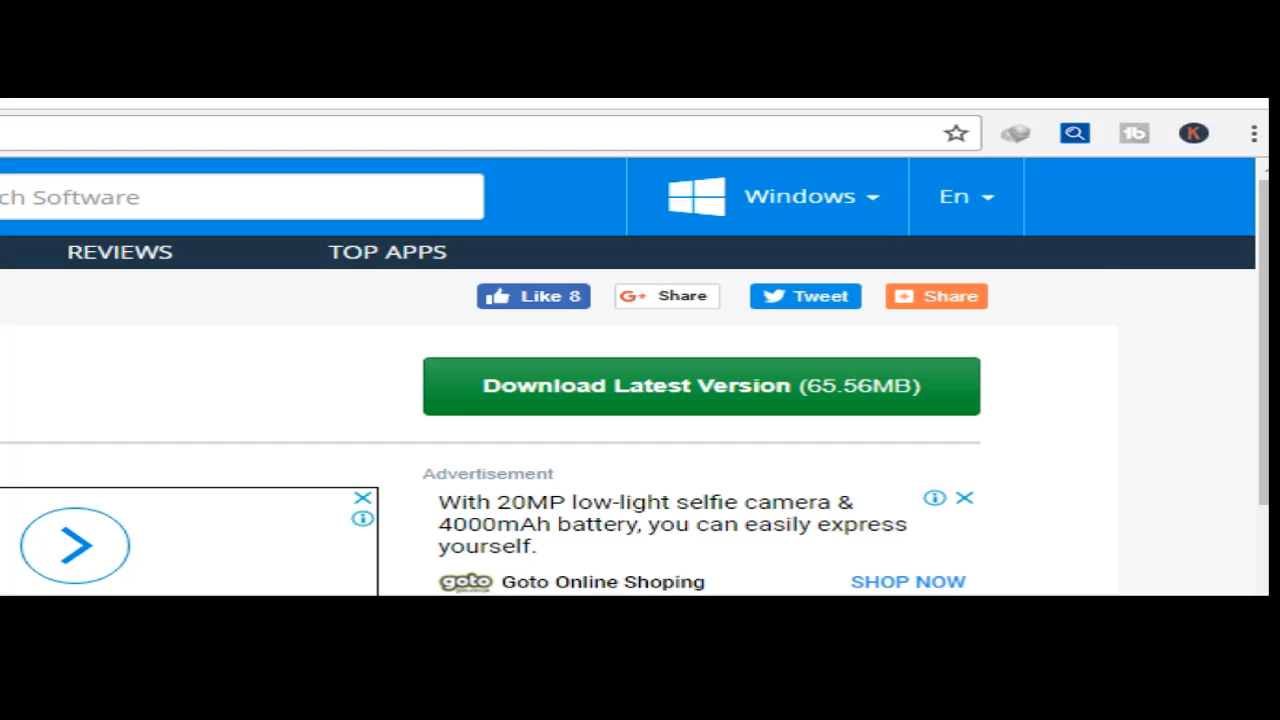 ch Software
Windows
En
REVIEWS
TOP APPS
Like 8
G+ Share
Tweet
Share
Download Latest Version (65.56MB)
Advertisement
With 20MP low-light selfie camera &
4000mAh battery, you can easily express
yourself.
goto Goto Online Shoping
SHOP NOW